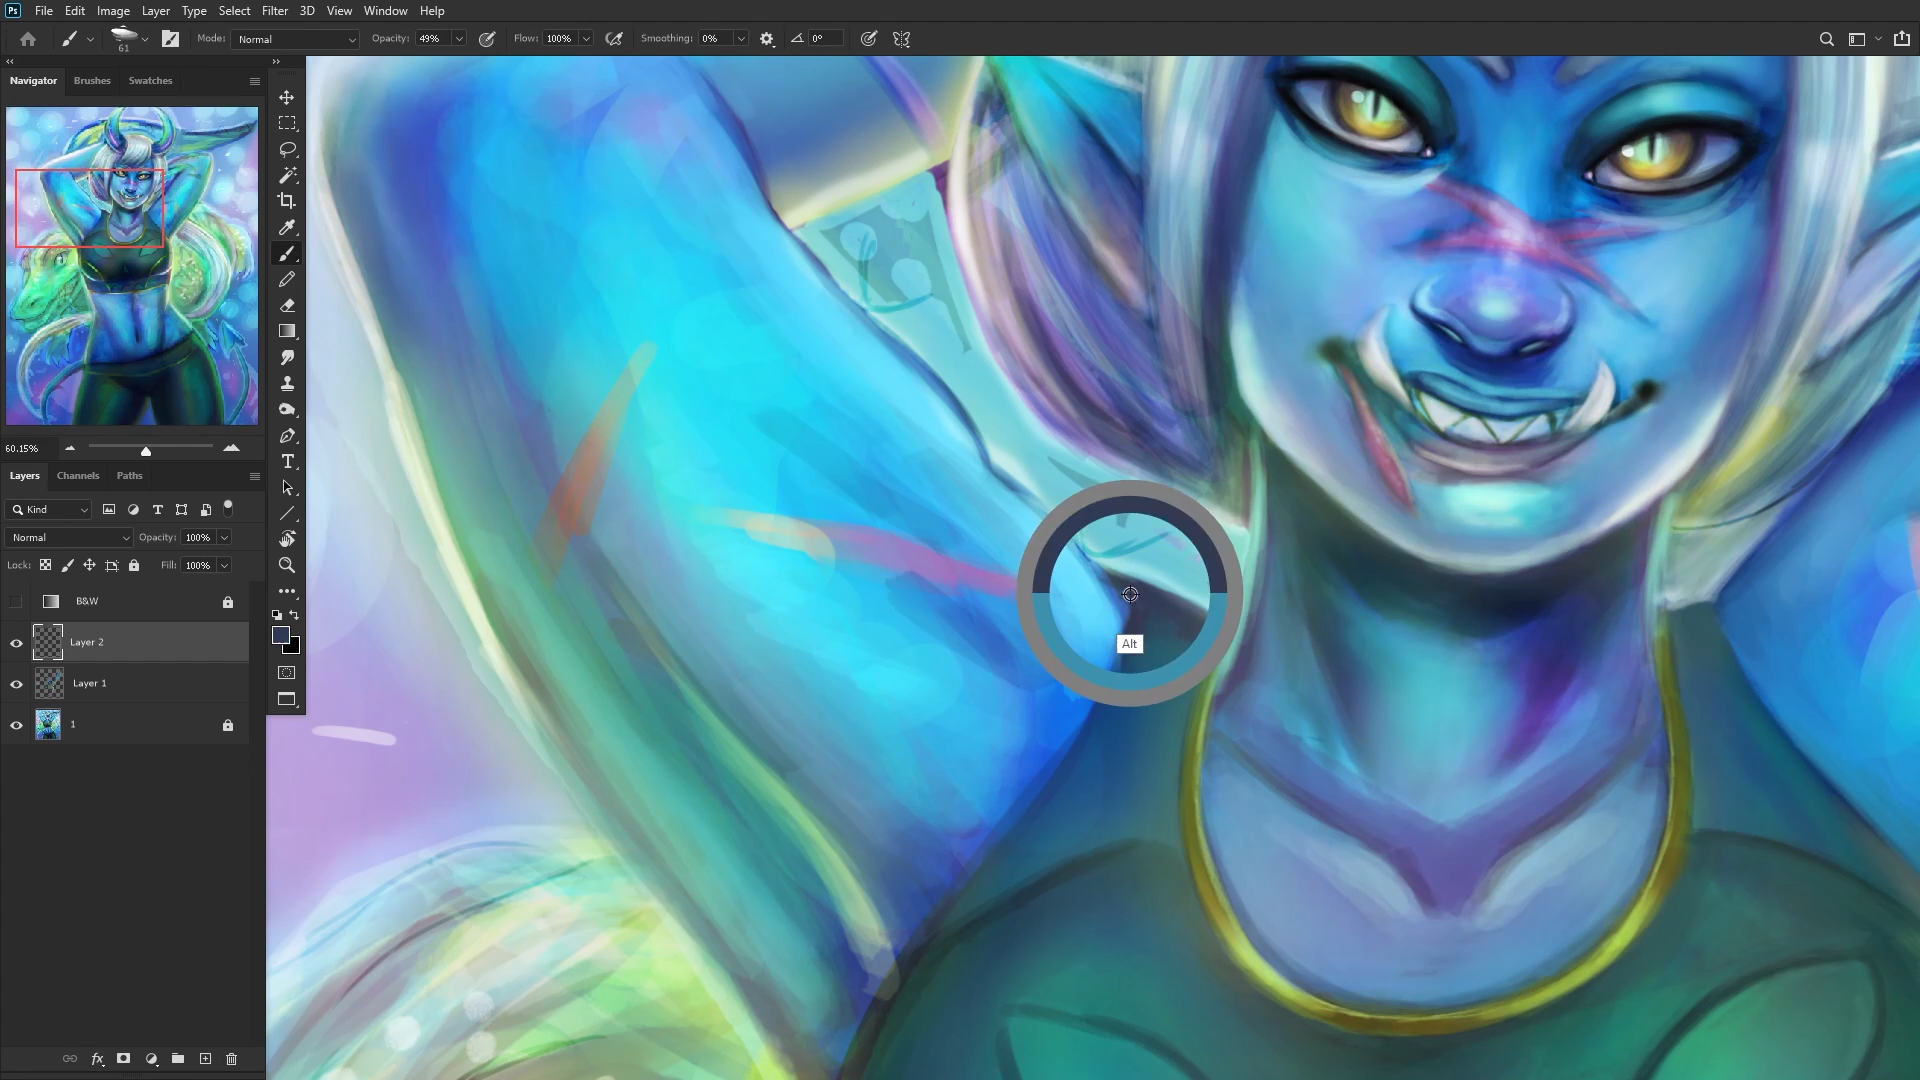 Ps File Edit Image Layer Type Select Filter 3D View Window Help
61 Mode: Normal Opacity: 49% Flow: 100% Smoothing: 0% 0°
Navigator Brushes Swatches
60.15%
Layers Channels Paths
Kind
Normal Opacity: 100%
Lock: Fill: 100%
B&W
Layer 2
Layer 1
1
Alt